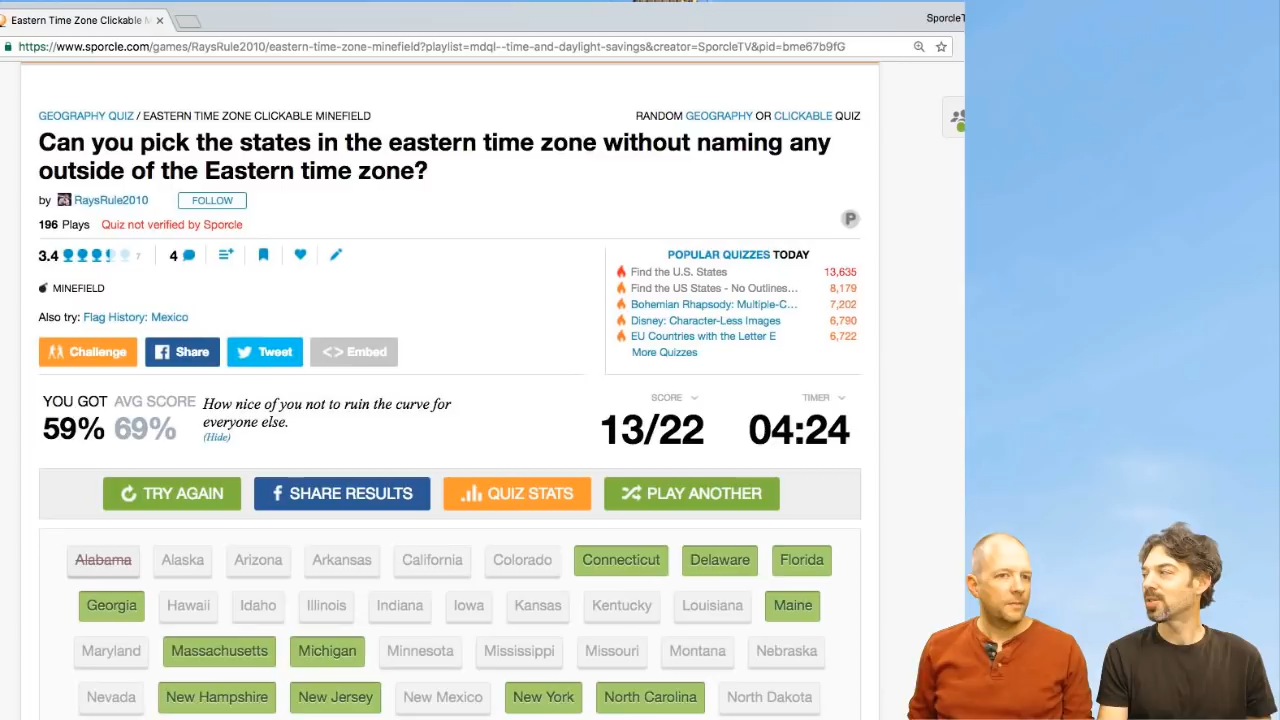 Eastern Time Zone Clickable M
SporcleT
https://www.sporcle.com/games/RaysRule2010/eastern-time-zone-minefield?playlist=mdql--time-and-daylight-savings&creator=SporcleTV&pid=bme67b9fG
GEOGRAPHY QUIZ / EASTERN TIME ZONE CLICKABLE MINEFIELD
RANDOM GEOGRAPHY OR CLICKABLE QUIZ
Can you pick the states in the eastern time zone without naming any
outside of the Eastern time zone?
by RaysRule2010 FOLLOW
196 Plays Quiz not verified by Sporcle
P
3.4 7 4
MINEFIELD
Also try: Flag History: Mexico
Challenge Share Tweet <> Embed
POPULAR QUIZZES TODAY
Find the U.S. States 13,635
Find the US States - No Outlines... 8,179
Bohemian Rhapsody: Multiple-C... 7,202
Disney: Character-Less Images 6,790
EU Countries with the Letter E 6,722
More Quizzes
YOU GOT AVG SCORE
59% 69%
How nice of you not to ruin the curve for
everyone else.
(Hide)
SCORE TIMER
13/22 04:24
TRY AGAIN SHARE RESULTS QUIZ STATS PLAY ANOTHER
Alabama Alaska Arizona Arkansas California Colorado Connecticut Delaware Florida
Georgia Hawaii Idaho Illinois Indiana Iowa Kansas Kentucky Louisiana Maine
Maryland Massachusetts Michigan Minnesota Mississippi Missouri Montana Nebraska
Nevada New Hampshire New Jersey New Mexico New York North Carolina North Dakota